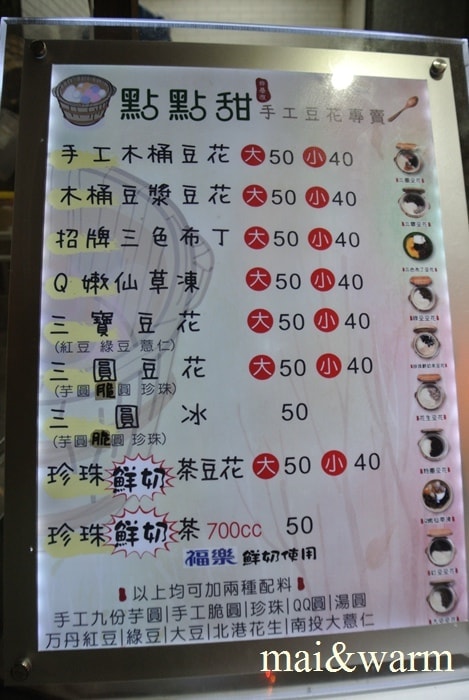 點點甜 手工豆花專賣
手工木桶豆花 大50 小40
木桶豆漿豆花 大50 小40
招牌三色布丁 大50 小40
Q嫩仙草凍 大50 小40
三寶豆花 大50 小40
(紅豆 綠豆 薏仁)
三圓豆花 大50 小40
(芋圓 脆圓 珍珠)
三圓冰 50
(芋圓 脆圓 珍珠)
珍珠鮮奶茶豆花 大50 小40
珍珠鮮奶茶 700cc 50
福樂 鮮奶使用
以上均可加兩種配料
手工九份芋圓|手工脆圓|珍珠|QQ圓|湯圓
万丹紅豆|綠豆|大豆|北港花生|南投大薏仁
mai&warm